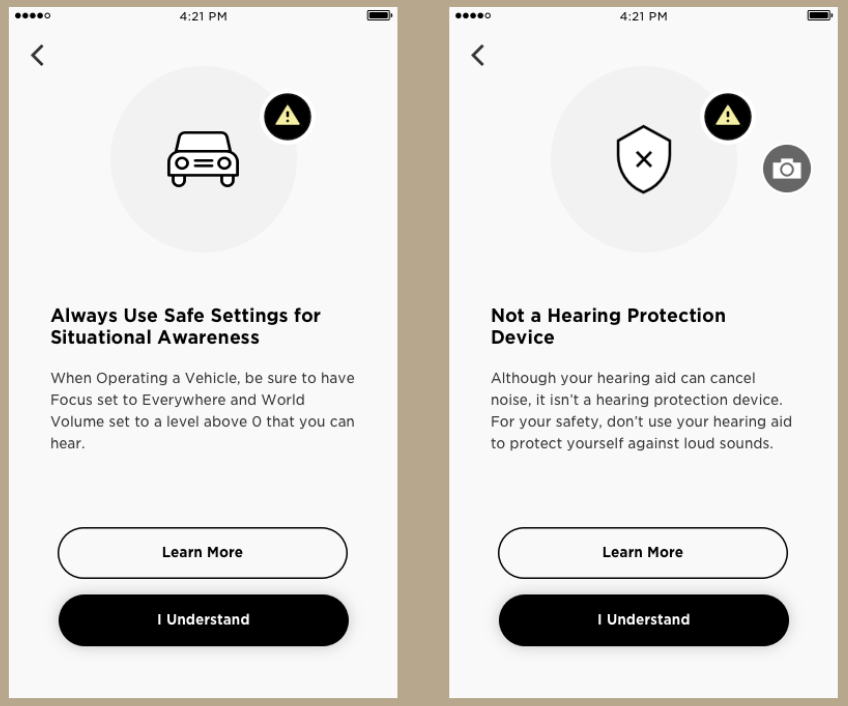 4:21 PM
Always Use Safe Settings for
Situational Awareness
When Operating a Vehicle, be sure to have
Focus set to Everywhere and World
Volume set to a level above 0 that you can
hear.
Learn More
I Understand
4:21 PM
Not a Hearing Protection
Device
Although your hearing aid can cancel
noise, it isn't a hearing protection device.
For your safety, don't use your hearing aid
to protect yourself against loud sounds.
Learn More
I Understand